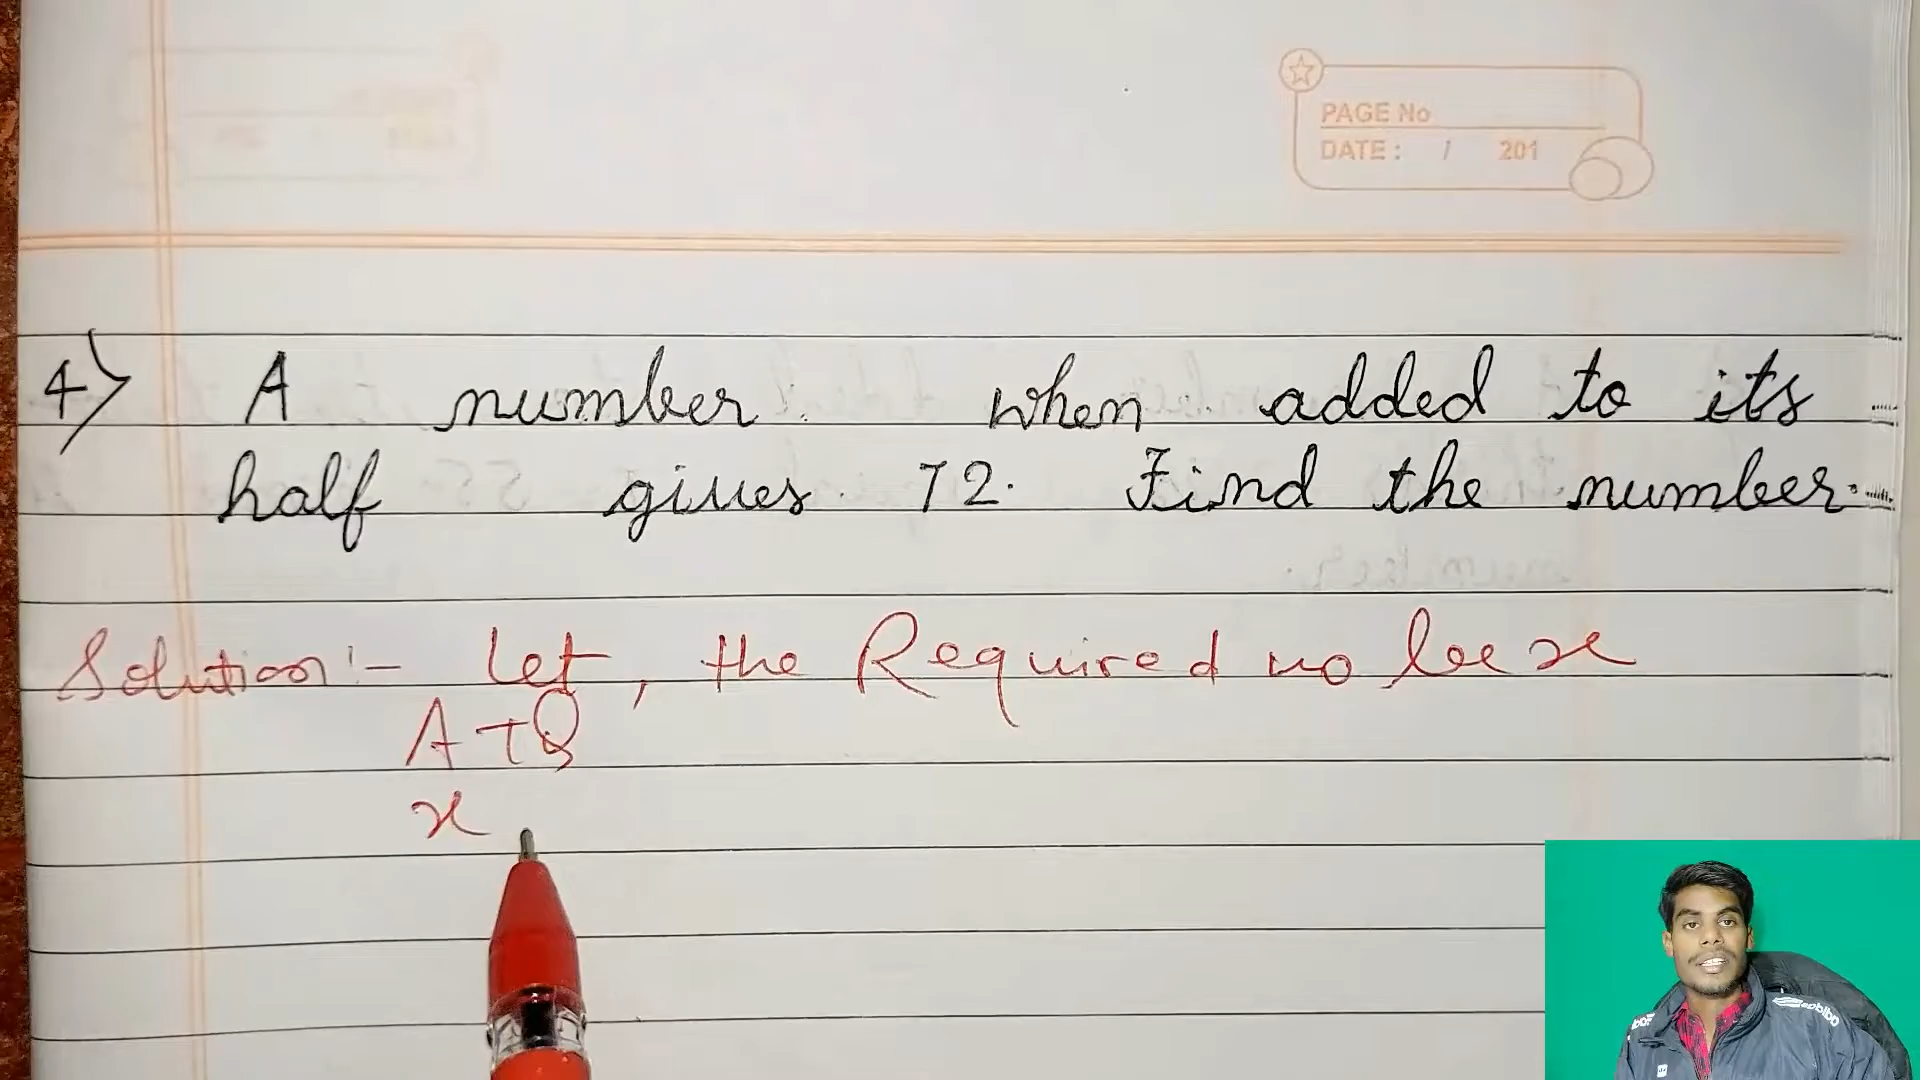 PAGE No
DATE : / 201
4) A number when added to its
half gives 72. Find the number.
Solution:- Let, the Required no be x
ATQ
x
adidas